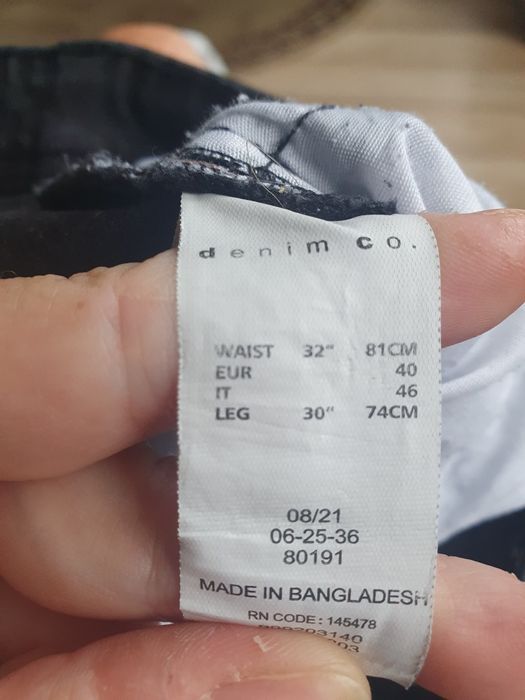 denim co.
WAIST 32" 81CM
EUR 40
IT 46
LEG 30" 74CM
08/21
06-25-36
80191
MADE IN BANGLADESH
RN CODE: 145478